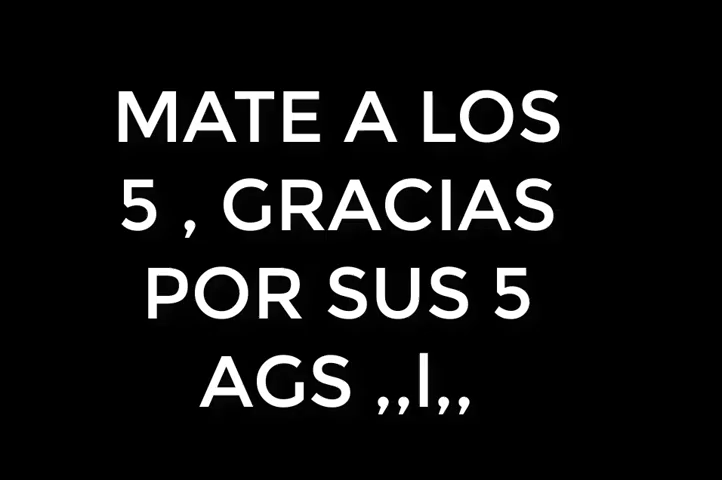 MATE A LOS
5 , GRACIAS
POR SUS 5
AGS ,,l,,